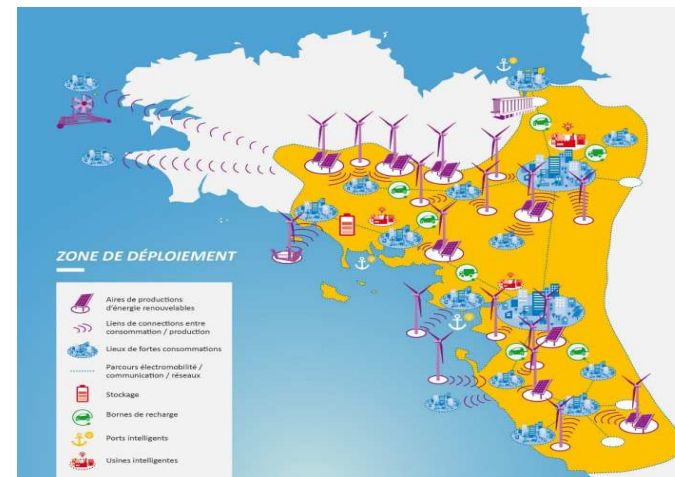 ZONE DE DÉPLOIEMENT
Aires de productions
d'énergie renouvelables
Liens de connections entre
consommation / production
Lieux de fortes consommations
Parcours électromobilité /
communication / réseaux
Stockage
Bornes de recharge
Ports intelligents
Usines intelligentes